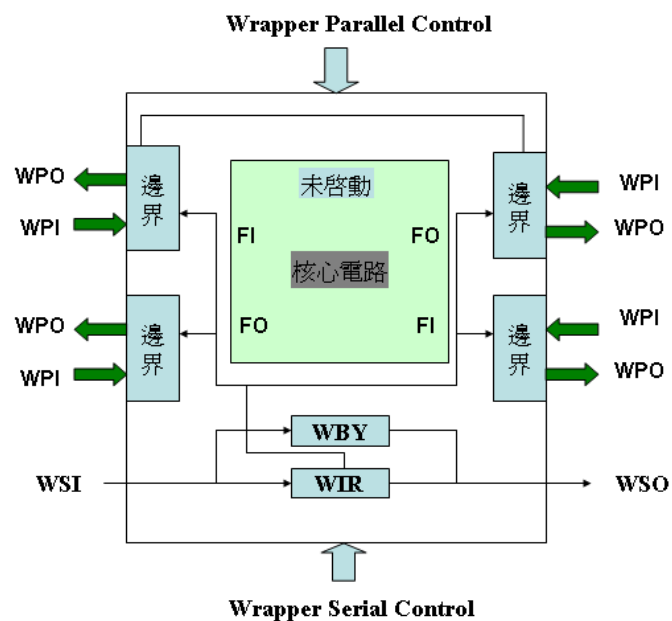 Wrapper Parallel Control
WPO
WPI
邊界
未啓動
FI
FO
核心電路
邊界
WPI
WPO
WPO
WPI
邊界
FO
FI
邊界
WPI
WPO
WBY
WSI
WIR
WSO
Wrapper Serial Control